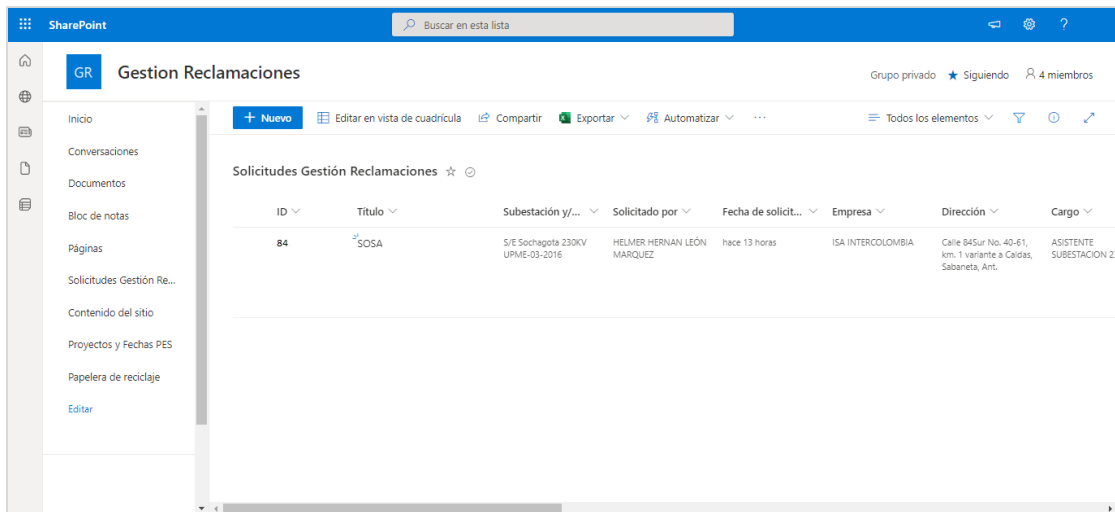 SharePoint
Buscar en esta lista
?
GR
Gestion Reclamaciones
Grupo privado
Siguiendo
4 miembros
Inicio
Conversaciones
Documentos
Bloc de notas
Páginas
Solicitudes Gestión Re...
Contenido del sitio
Proyectos y Fechas PES
Papelera de reciclaje
Editar
+ Nuevo
Editar en vista de cuadrícula
Compartir
Exportar
Automatizar
...
Todos los elementos
Solicitudes Gestión Reclamaciones
ID
Título
Subestación y/...
Solicitado por
Fecha de solicit...
Empresa
Dirección
Cargo
84
SOSA
S/E Sochagota 230KV
UPME-03-2016
HELMER HERNAN LEÓN
MARQUEZ
hace 13 horas
ISA INTERCOLOMBIA
Calle 84Sur No. 40-61,
km. 1 variante a Caldas,
Sabaneta, Ant.
ASISTENTE
SUBESTACION 2